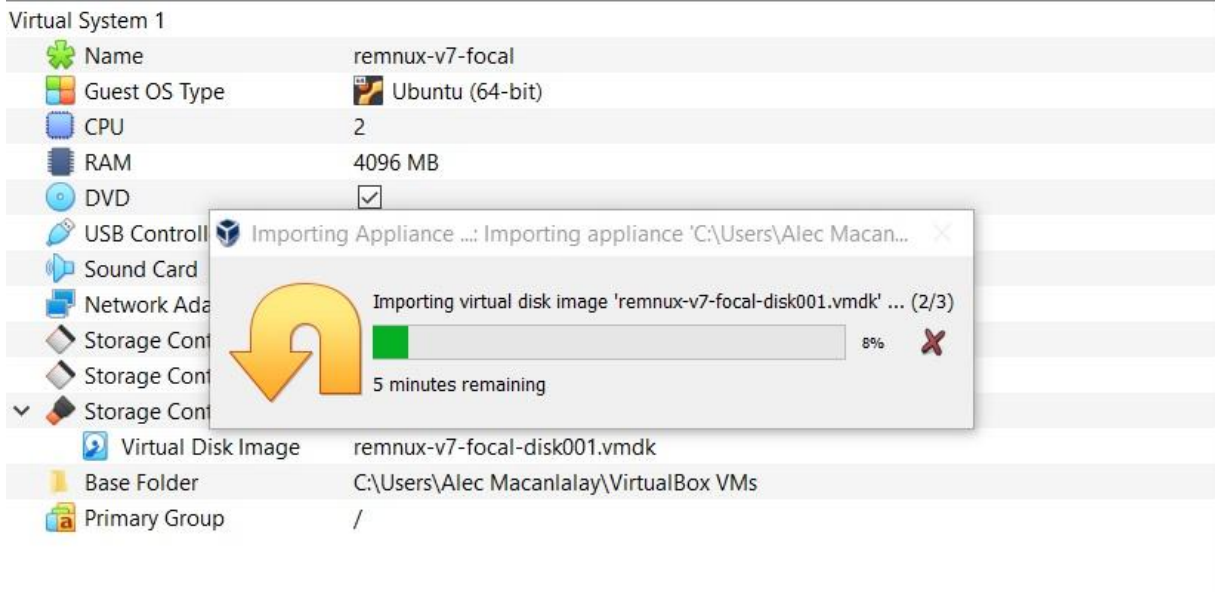 Virtual System 1
Name remnux-v7-focal
Guest OS Type Ubuntu (64-bit)
CPU 2
RAM 4096 MB
DVD
USB Controll
Importing Appliance ...: Importing appliance 'C:\Users\Alec Macan...
Sound Card
Importing virtual disk image 'remnux-v7-focal-disk001.vmdk' ... (2/3)
Network Ada
Storage Cont
8%
Storage Cont
5 minutes remaining
Storage Cont
Virtual Disk Image remnux-v7-focal-disk001.vmdk
Base Folder C:\Users\Alec Macanlalay\VirtualBox VMs
Primary Group /